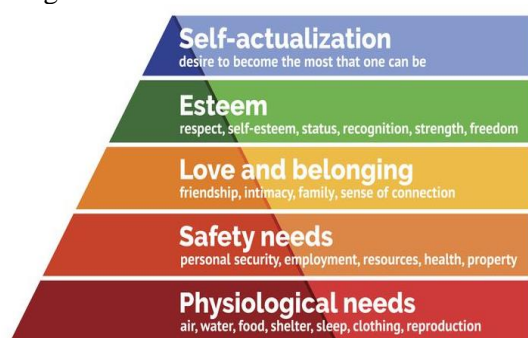 Self-actualization
desire to become the most that one can be
Esteem
respect, self-esteem, status, recognition, strength, freedom
Love and belonging
friendship, intimacy, family, sense of connection
Safety needs
personal security, employment, resources, health, property
Physiological needs
air, water, food, shelter, sleep, clothing, reproduction